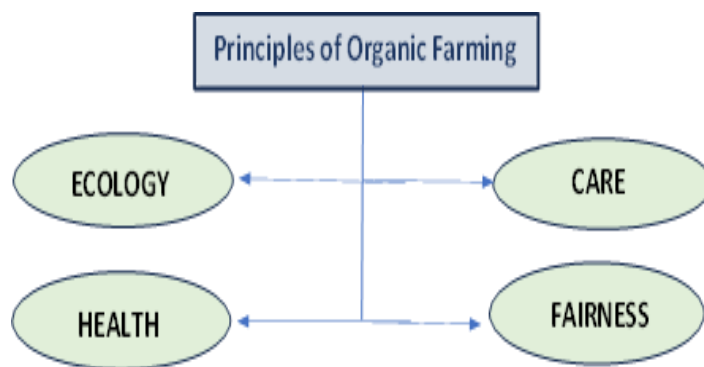 Principles of Organic Farming
ECOLOGY
CARE
HEALTH
FAIRNESS